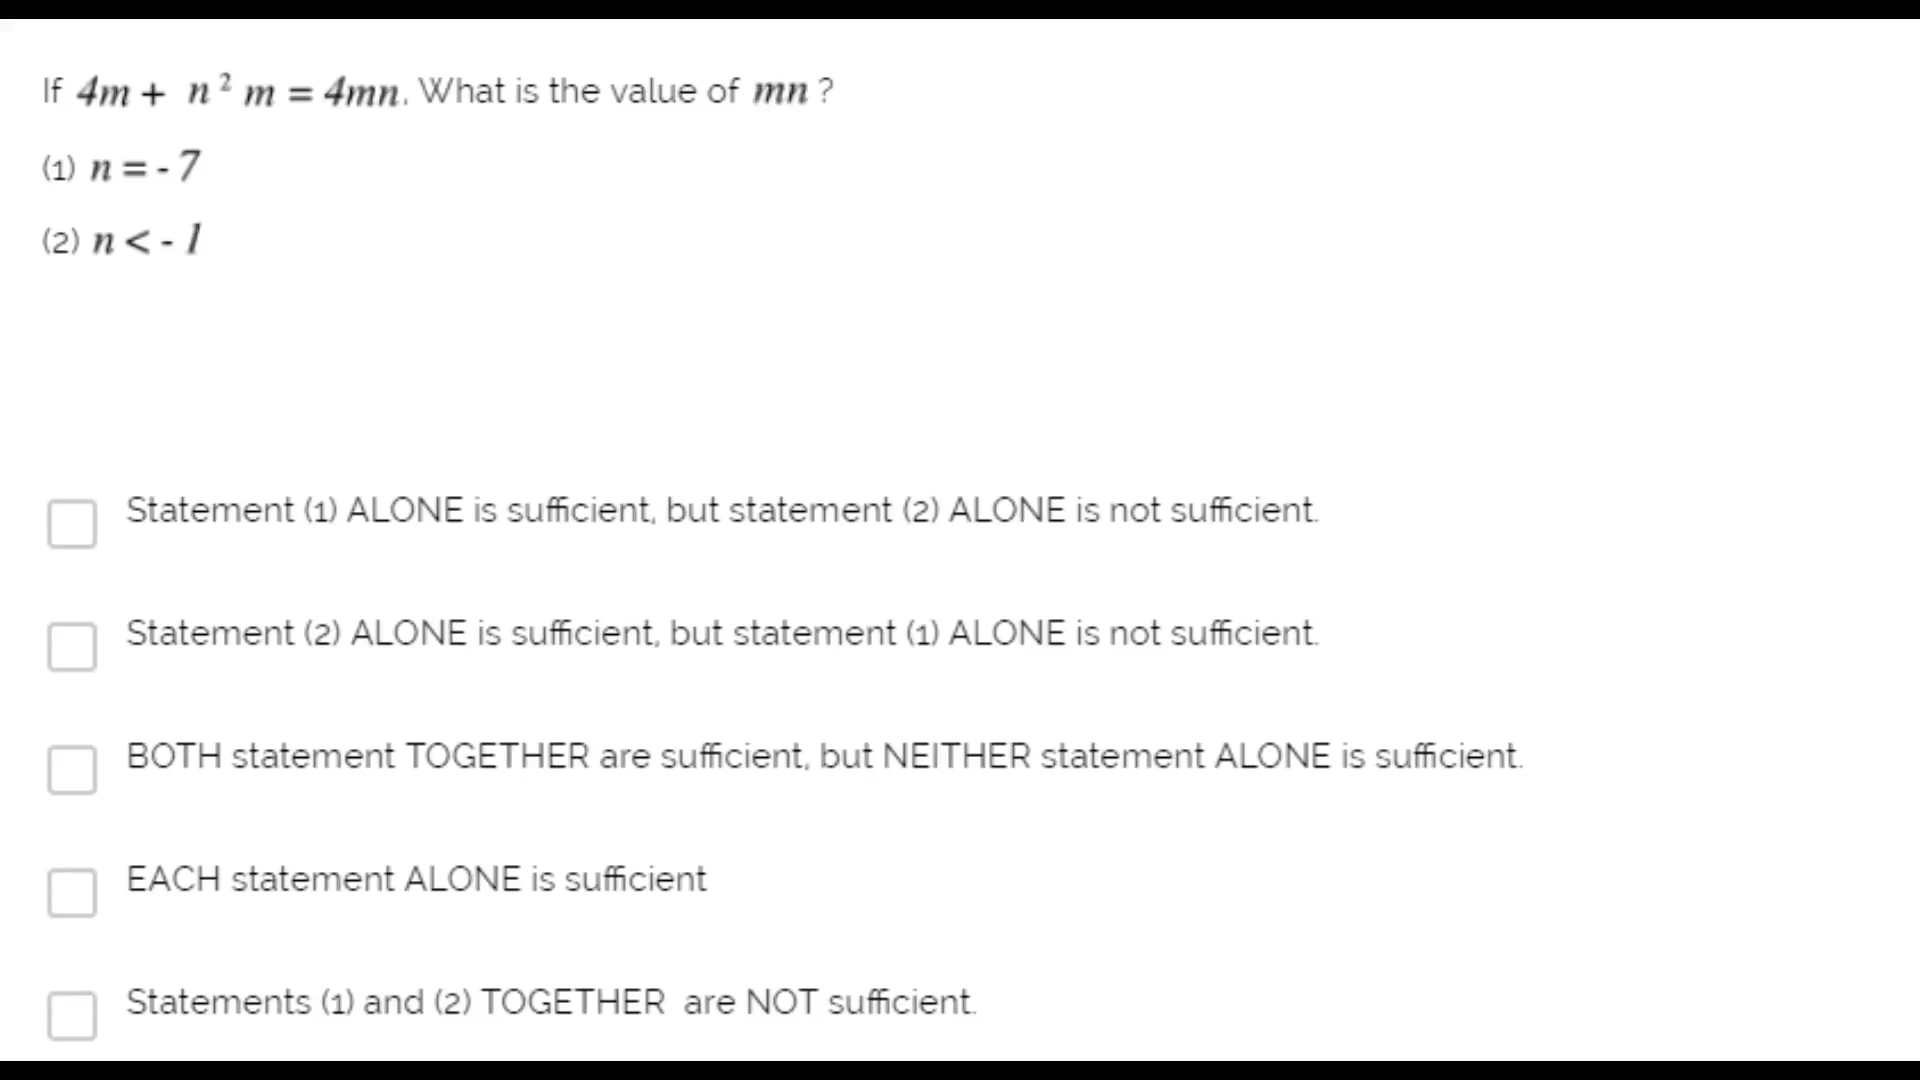 If 4m + n² m = 4mn. What is the value of mn ?
(1) n = - 7
(2) n < - 1
Statement (1) ALONE is sufficient, but statement (2) ALONE is not sufficient.
Statement (2) ALONE is sufficient, but statement (1) ALONE is not sufficient.
BOTH statement TOGETHER are sufficient, but NEITHER statement ALONE is sufficient.
EACH statement ALONE is sufficient
Statements (1) and (2) TOGETHER are NOT sufficient.